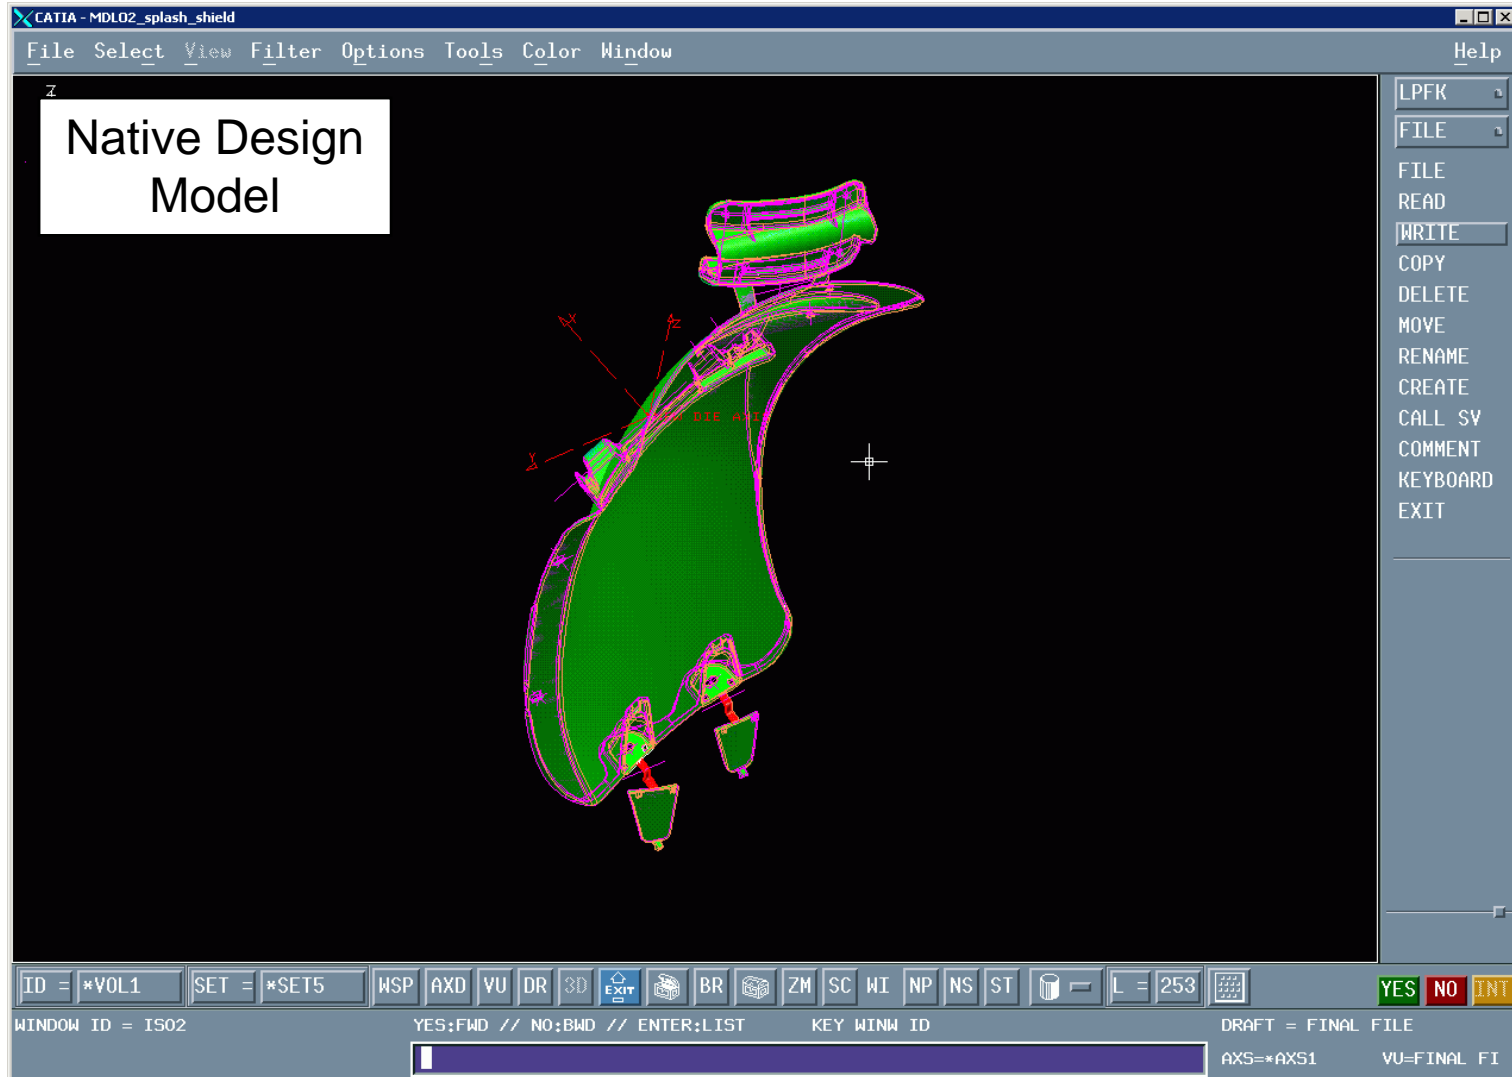 CATIA - MDLO2_splash_shield
File Select View Filter Options Tools Color Window Help
Z
Native Design
Model
LPFK
FILE
FILE
READ
WRITE
COPY
DELETE
MOVE
RENAME
CREATE
CALL SV
COMMENT
KEYBOARD
EXIT
X
Z
DIE AXI
Y
ID = *VOL1 SET = *SET5 WSP AXD VU DR 3D EXIT BR ZM SC WI NP NS ST L = 253 YES NO INT
WINDOW ID = ISO2 YES:FWD // NO:BWD // ENTER:LIST KEY WINW ID DRAFT = FINAL FILE
AXS=*AXS1 VU=FINAL FI